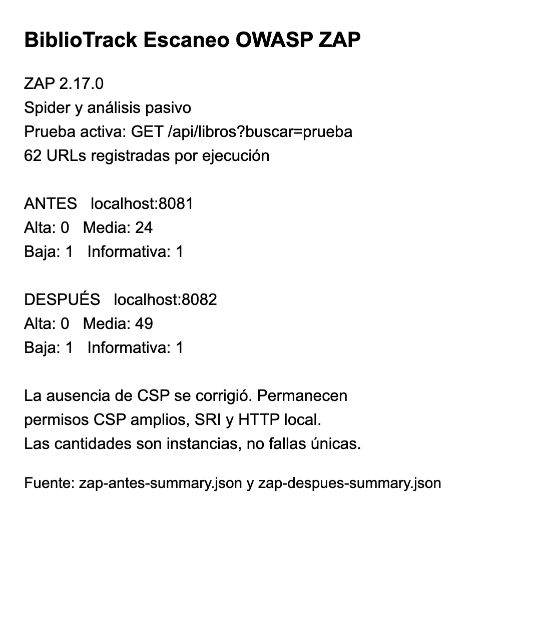 BiblioTrack Escaneo OWASP ZAP
ZAP 2.17.0
Spider y análisis pasivo
Prueba activa: GET /api/libros?buscar=prueba
62 URLs registradas por ejecución
ANTES   localhost:8081
Alta: 0   Media: 24
Baja: 1   Informativa: 1
DESPUÉS   localhost:8082
Alta: 0   Media: 49
Baja: 1   Informativa: 1
La ausencia de CSP se corrigió. Permanecen
permisos CSP amplios, SRI y HTTP local.
Las cantidades son instancias, no fallas únicas.
Fuente: zap-antes-summary.json y zap-despues-summary.json